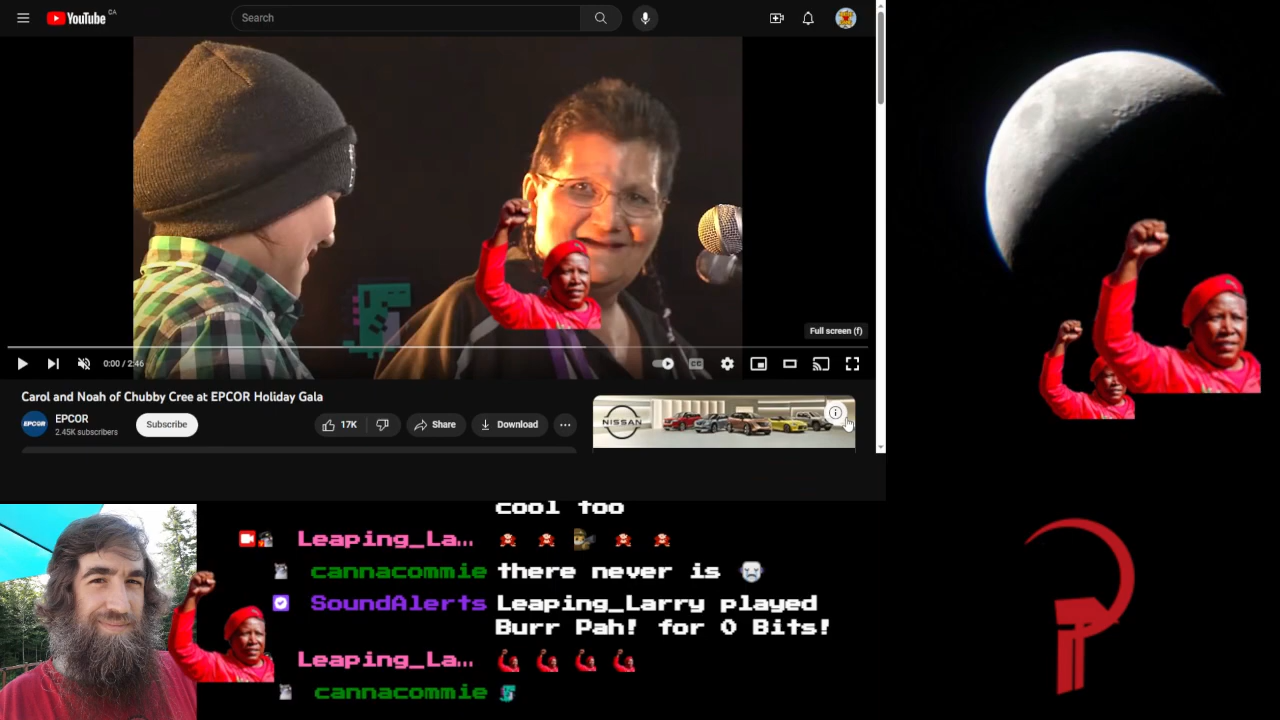 YouTube CA
Search
Full screen (f)
0:00 / 2:46
CC
Carol and Noah of Chubby Cree at EPCOR Holiday Gala
EPCOR
EPCOR
2.45K subscribers
Subscribe
17K
Share
Download
NISSAN
cool too
Leaping_La...
cannacommie there never is
SoundAlerts Leaping_Larry played
Burr Pah! for 0 Bits!
Leaping_La...
cannacommie